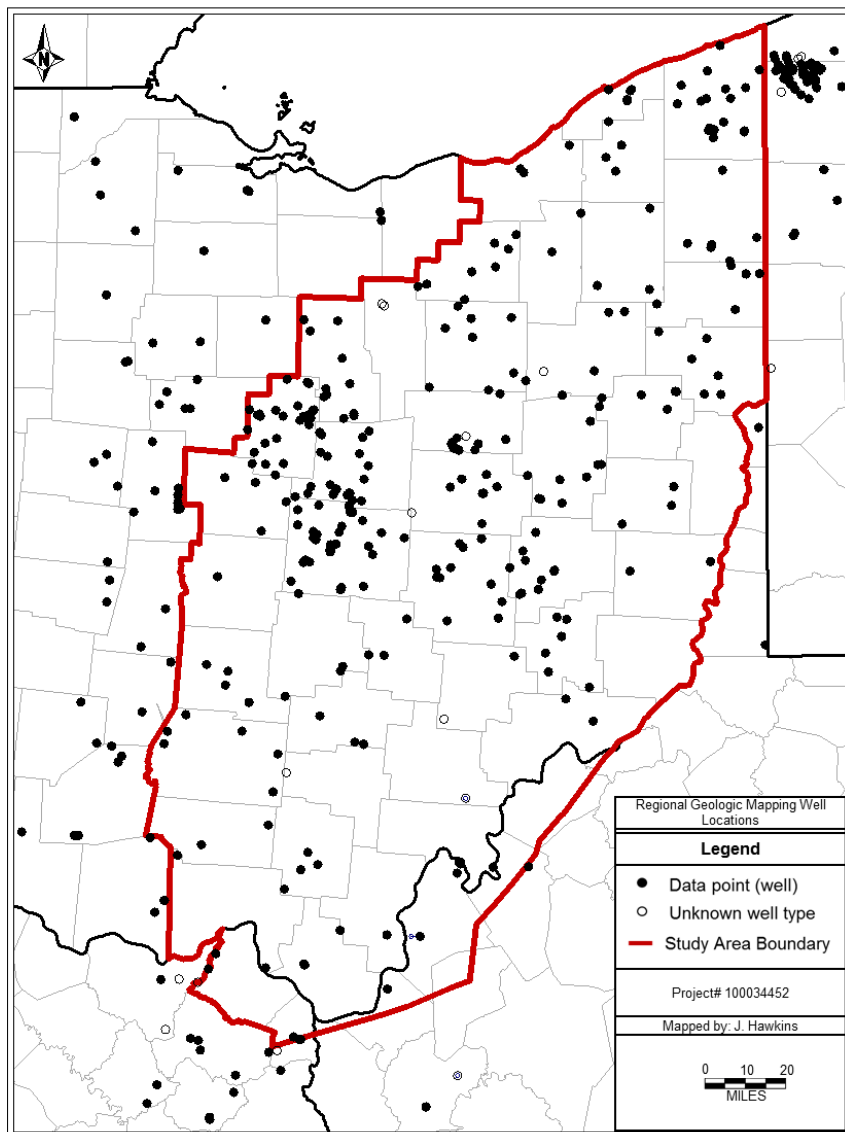 N
Regional Geologic Mapping Well
Locations
Legend
Data point (well)
Unknown well type
Study Area Boundary
Project# 100034452
Mapped by: J. Hawkins
0 10 20
MILES